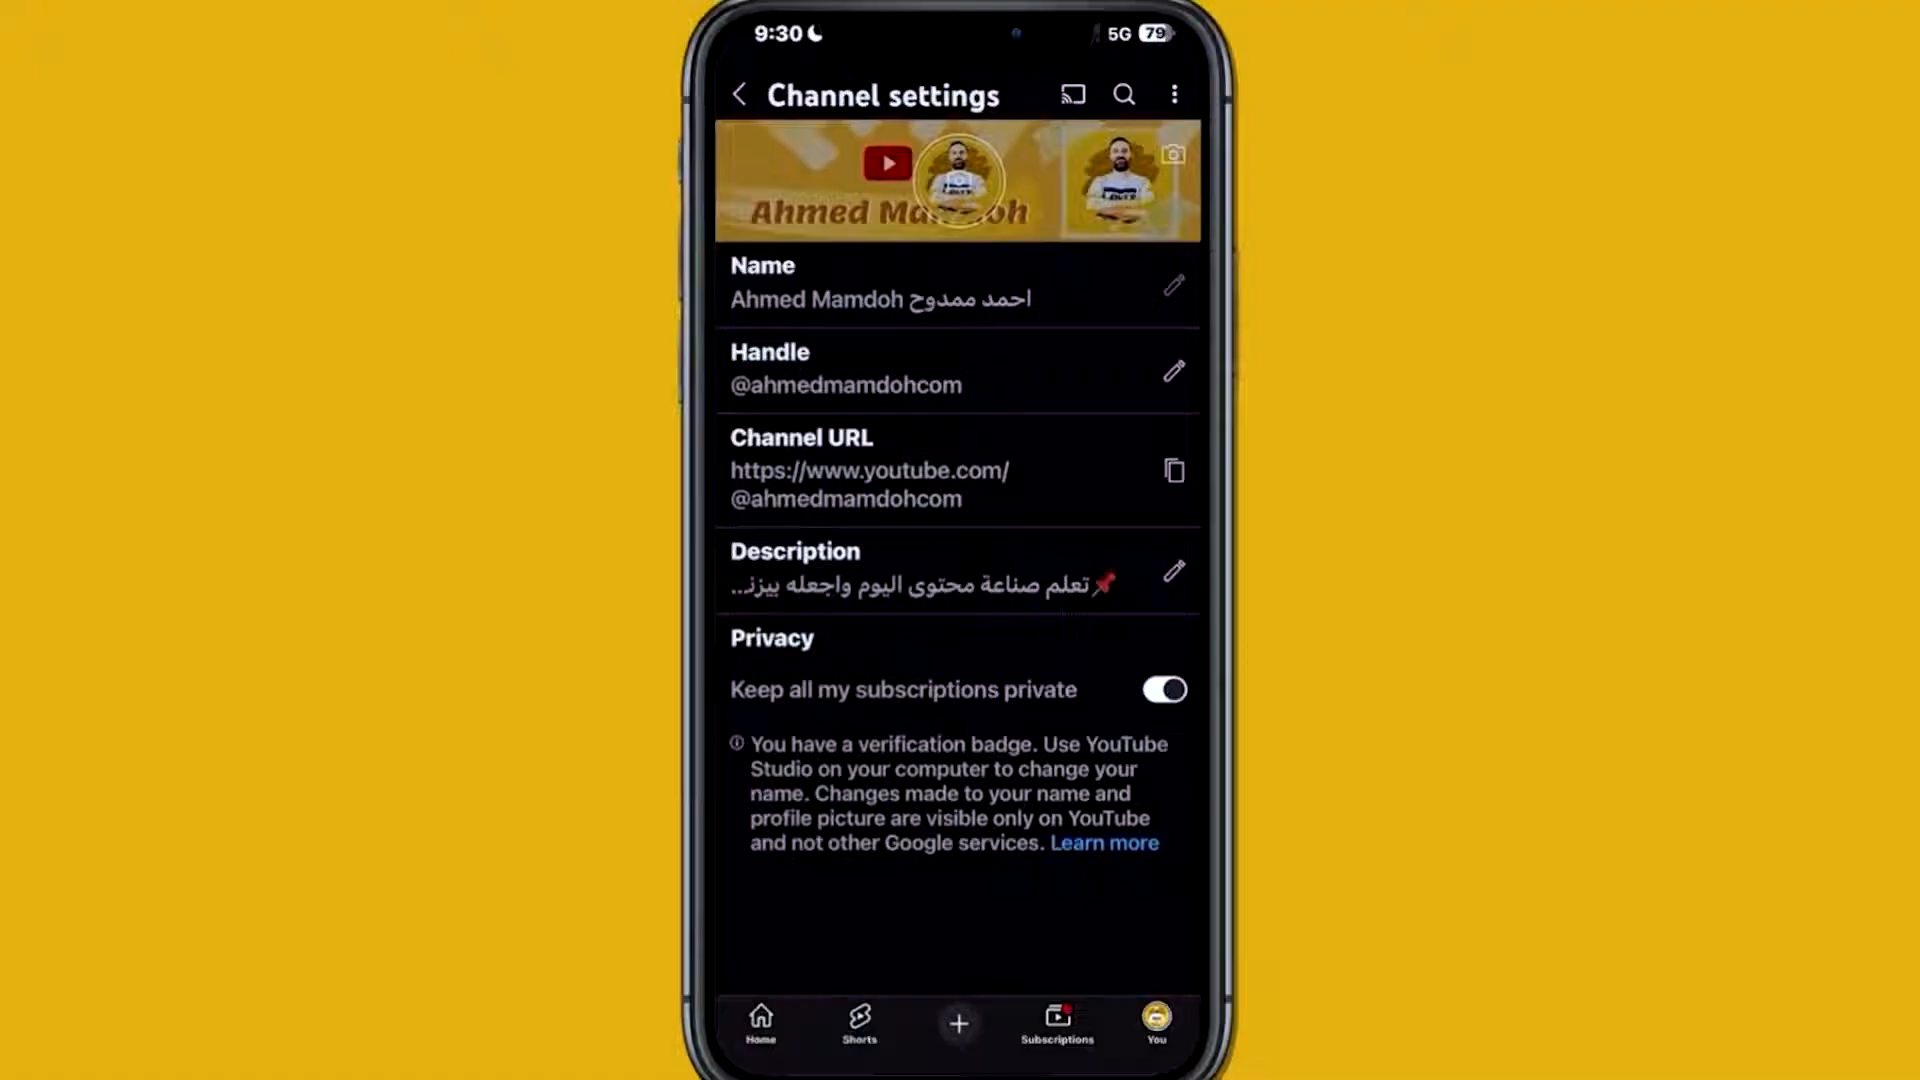 9:30
5G 79
Channel settings
Ahmed Ma oh
Name
Ahmed Mamdoh احمد ممدوح
Handle
@ahmedmamdohcom
Channel URL
https://www.youtube.com/
@ahmedmamdohcom
Description
📌تعلم صناعة محتوى اليوم واجعله بيزنـ...
Privacy
Keep all my subscriptions private
You have a verification badge. Use YouTube
Studio on your computer to change your
name. Changes made to your name and
profile picture are visible only on YouTube
and not other Google services. Learn more
Home
Shorts
Subscriptions
You